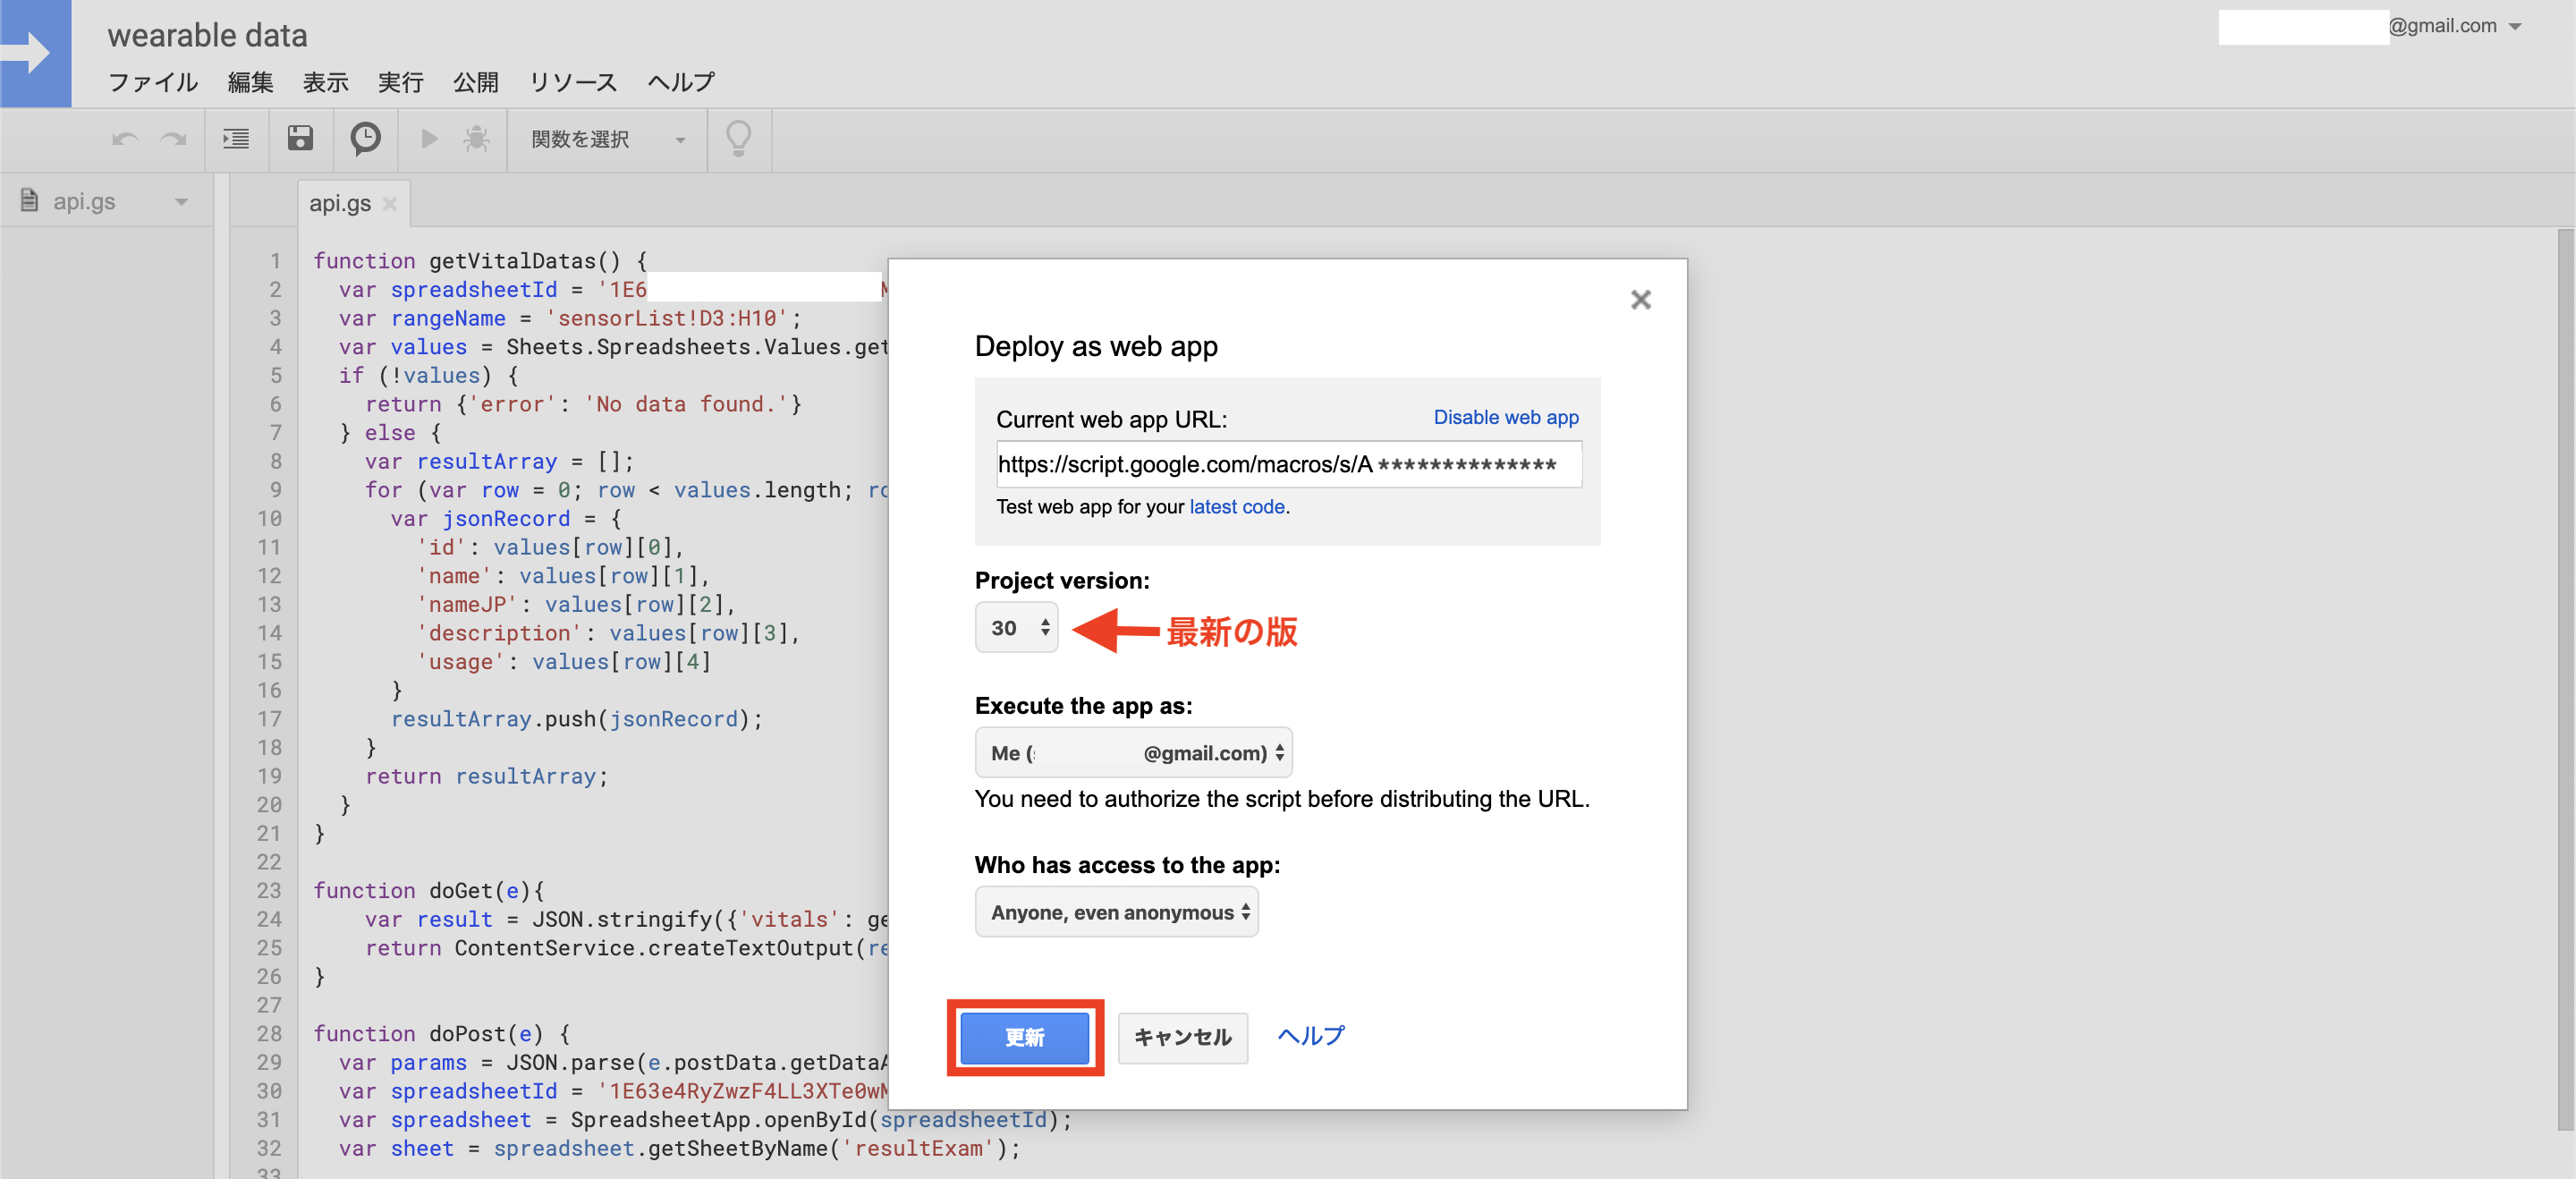 wearable data
@gmail.com
ファイル 編集 表示 実行 公開 リソース ヘルプ
関数を選択
api.gs
api.gs
1 function getVitalDatas() {
2 var spreadsheetId = '1E6
3 var rangeName = 'sensorList!D3:H10';
4 var values = Sheets.Spreadsheets.Values.get
5 if (!values) {
6 return {'error': 'No data found.'}
7 } else {
8 var resultArray = [];
9 for (var row = 0; row < values.length; ro
10 var jsonRecord = {
11 'id': values[row][0],
12 'name': values[row][1],
13 'nameJP': values[row][2],
14 'description': values[row][3],
15 'usage': values[row][4]
16 }
17 resultArray.push(jsonRecord);
18 }
19 return resultArray;
20 }
21 }
22
23 function doGet(e){
24 var result = JSON.stringify({'vitals': ge
25 return ContentService.createTextOutput(re
26 }
27
28 function doPost(e) {
29 var params = JSON.parse(e.postData.getDataA
30 var spreadsheetId = '1E63e4RyZwzF4LL3XTe0wM
31 var spreadsheet = SpreadsheetApp.openById(spreadsheetId);
32 var sheet = spreadsheet.getSheetByName('resultExam');
33
Deploy as web app
Current web app URL: Disable web app
https://script.google.com/macros/s/A **************
Test web app for your latest code.
Project version:
30
最新の版
Execute the app as:
Me ( @gmail.com)
You need to authorize the script before distributing the URL.
Who has access to the app:
Anyone, even anonymous
更新 キャンセル ヘルプ